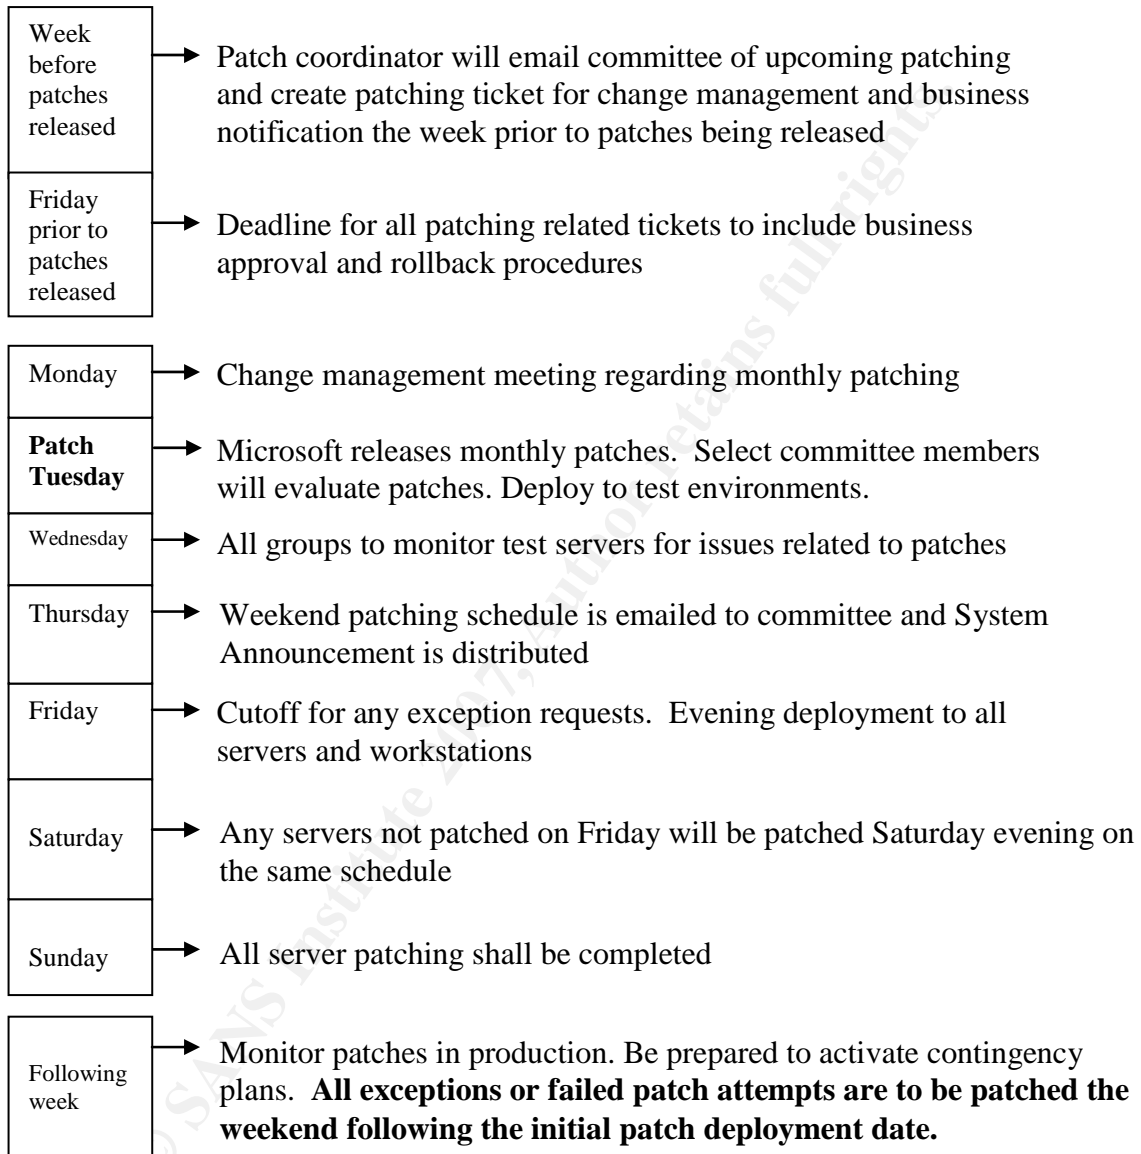 Week
before
patches
released
Patch coordinator will email committee of upcoming patching
and create patching ticket for change management and business
notification the week prior to patches being released
Friday
prior to
patches
released
Deadline for all patching related tickets to include business
approval and rollback procedures
Monday
Change management meeting regarding monthly patching
Patch
Tuesday
Microsoft releases monthly patches.  Select committee members
will evaluate patches. Deploy to test environments.
Wednesday
All groups to monitor test servers for issues related to patches
Thursday
Weekend patching schedule is emailed to committee and System
Announcement is distributed
Friday
Cutoff for any exception requests.  Evening deployment to all
servers and workstations
Saturday
Any servers not patched on Friday will be patched Saturday evening on
the same schedule
Sunday
All server patching shall be completed
Following
week
Monitor patches in production. Be prepared to activate contingency
plans.  All exceptions or failed patch attempts are to be patched the
weekend following the initial patch deployment date.
© SANS Institute 2007, Author retains full rights.